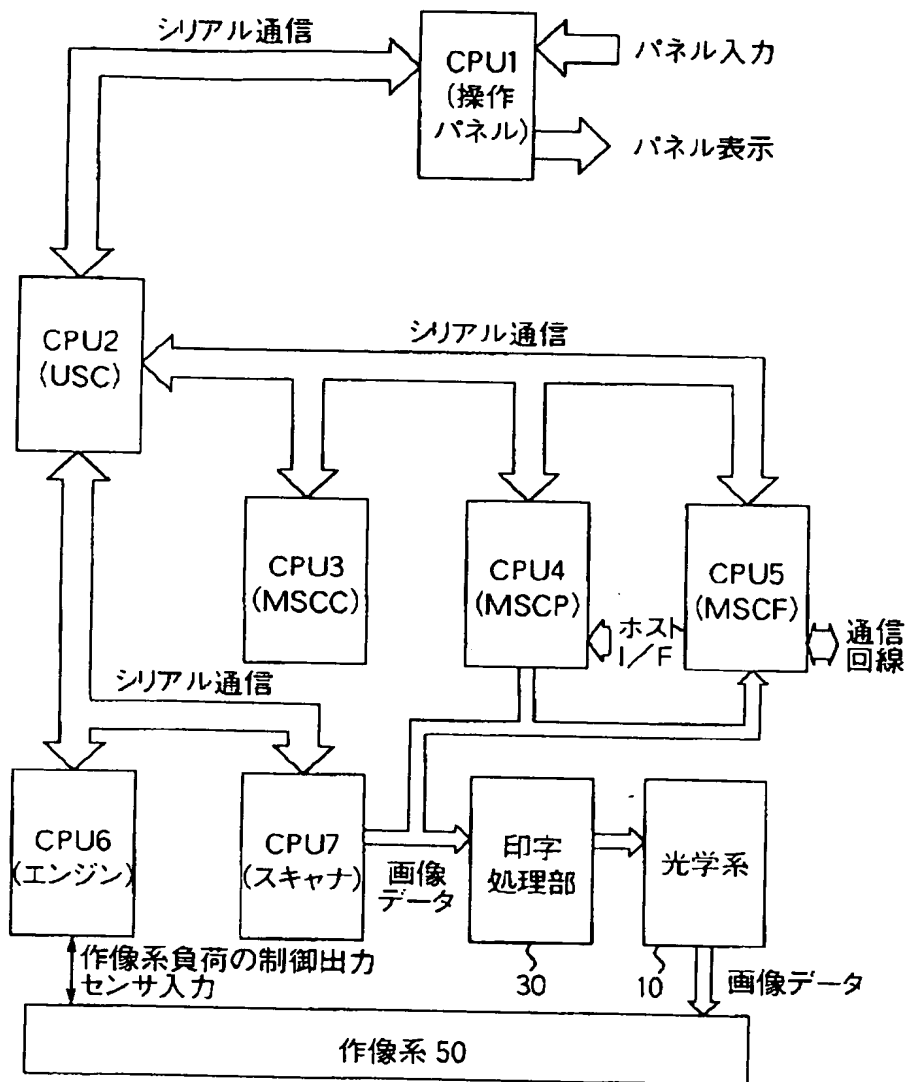 シリアル通信
CPU1
(操作
パネル)
パネル入力
パネル表示
CPU2
(USC)
シリアル通信
CPU3
(MSCC)
CPU4
(MSCP)
ホスト
I/F
CPU5
(MSCF)
通信
回線
シリアル通信
CPU6
(エンジン)
CPU7
(スキャナ)
画像
データ
印字
処理部
30
光学系
10
画像データ
作像系負荷の制御出力
センサ入力
作像系 50